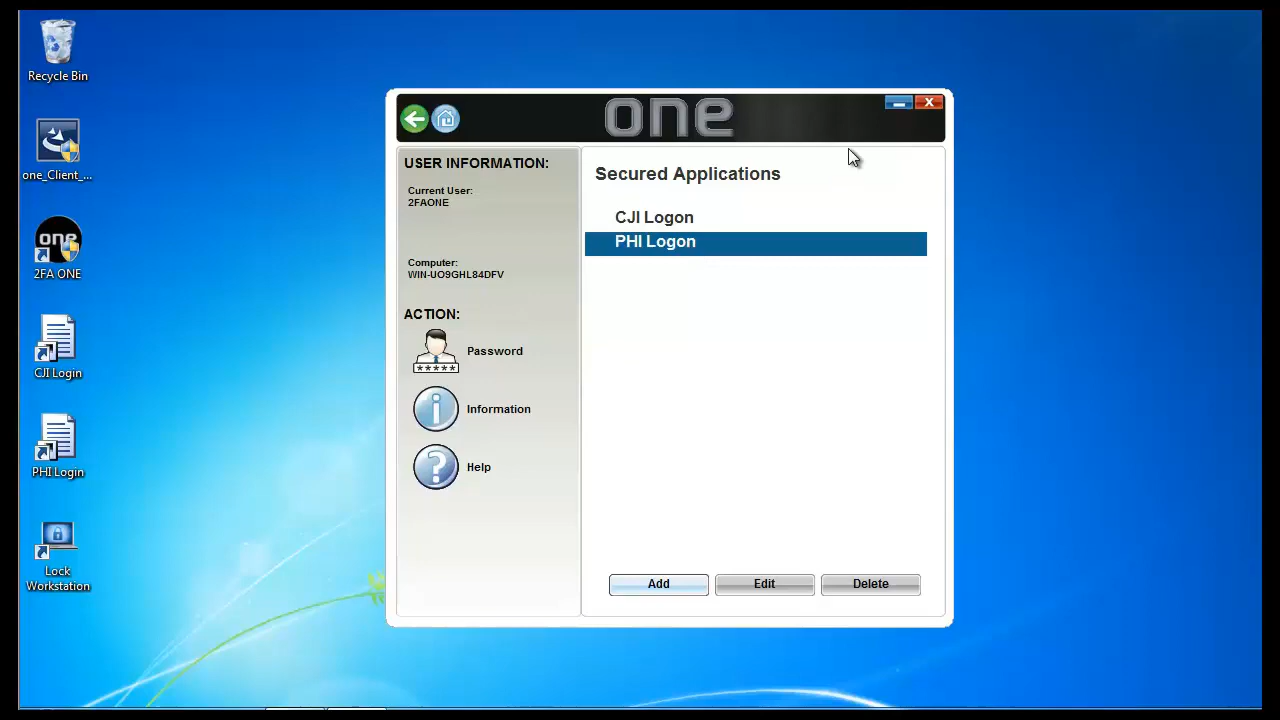 Recycle Bin
one_Client_...
one
2FA ONE
CJI Login
PHI Login
Lock
Workstation
one
USER INFORMATION:
Current User:
2FAONE
Computer:
WIN-UO9GHL84DFV
ACTION:
*****
Password
Information
Help
Secured Applications
CJI Logon
PHI Logon
Add
Edit
Delete